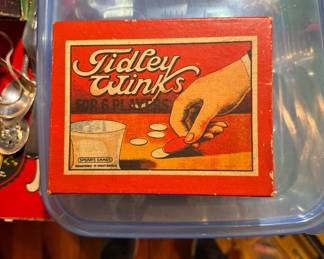 Tidley
Winks
FOR 6 PLAYERS
SPEAR'S GAMES